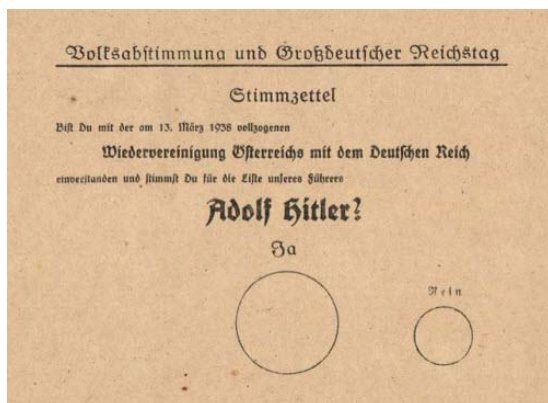 Volksabstimmung und Großdeutscher Reichstag
Stimmzettel
Bist Du mit der am 13. März 1938 vollzogenen
Wiedervereinigung Österreichs mit dem Deutschen Reich
einverstanden und stimmst Du für die Liste unseres Führers
Adolf Hitler?
Ja
Nein